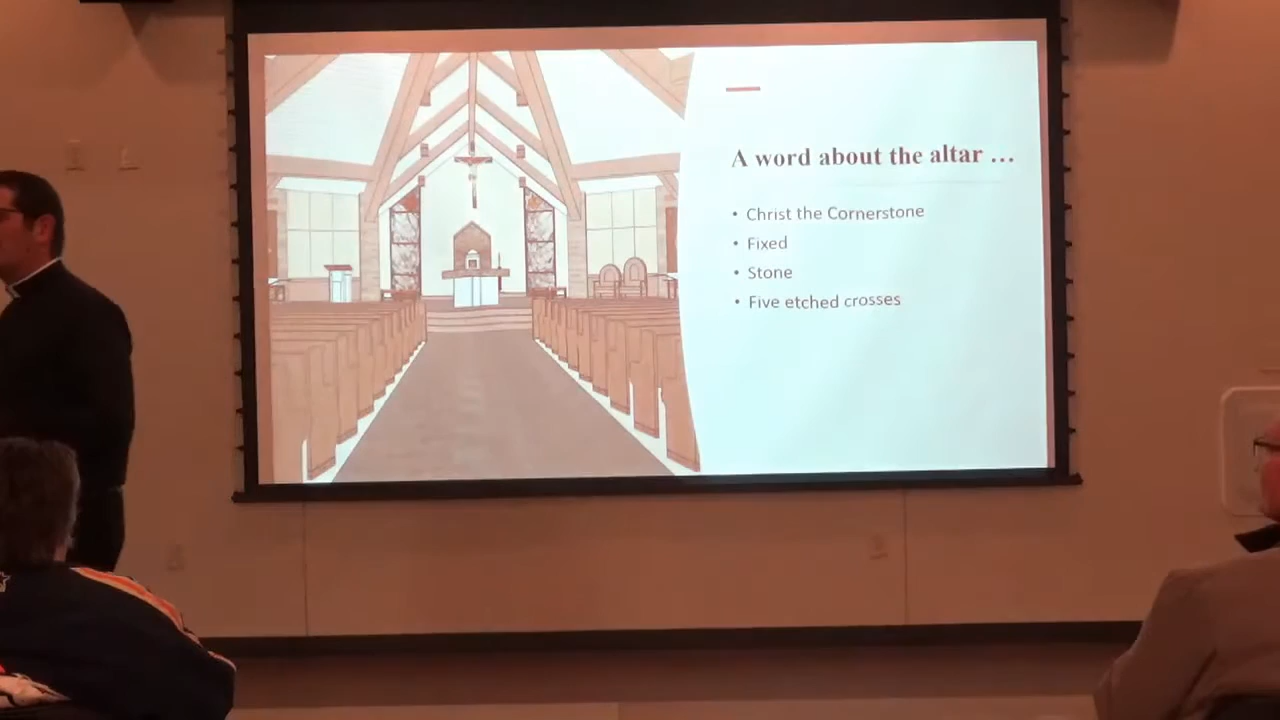 A word about the altar …
• Christ the Cornerstone
• Fixed
• Stone
• Five etched crosses